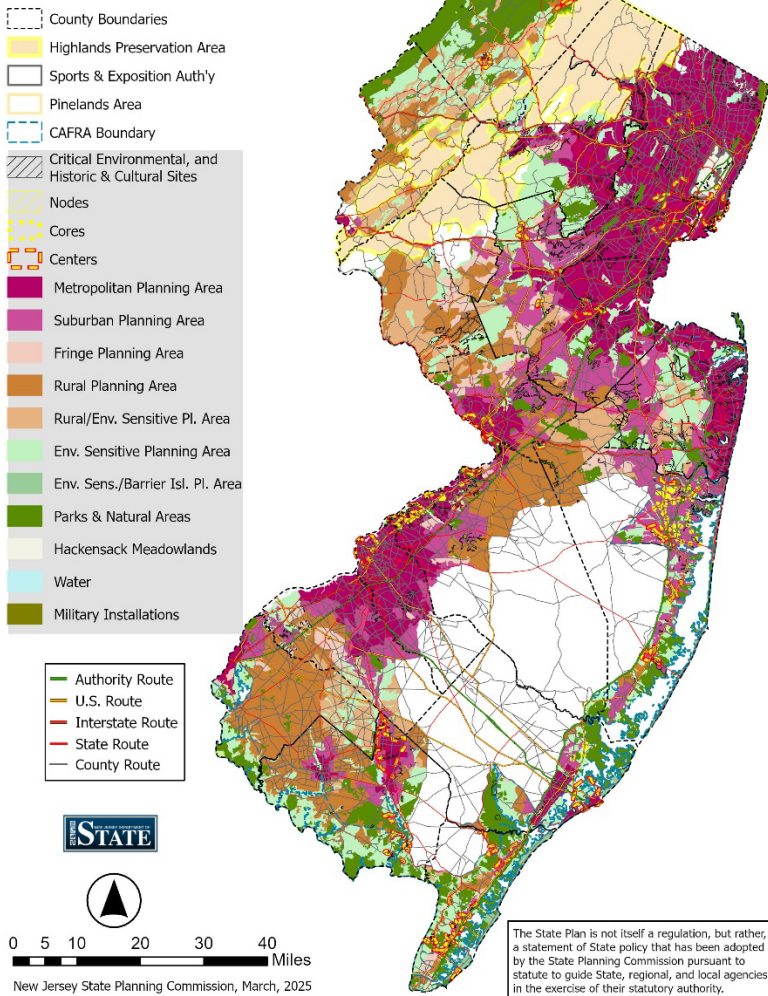 County Boundaries
Highlands Preservation Area
Sports & Exposition Auth'y
Pinelands Area
CAFRA Boundary
Critical Environmental, and
Historic & Cultural Sites
Nodes
Cores
Centers
Metropolitan Planning Area
Suburban Planning Area
Fringe Planning Area
Rural Planning Area
Rural/Env. Sensitive Pl. Area
Env. Sensitive Planning Area
Env. Sens./Barrier Isl. Pl. Area
Parks & Natural Areas
Hackensack Meadowlands
Water
Military Installations
Authority Route
U.S. Route
Interstate Route
State Route
County Route
NEW JERSEY DEPARTMENT OF
STATE
0 5 10 20 30 40
Miles
New Jersey State Planning Commission, March, 2025
The State Plan is not itself a regulation, but rather,
a statement of State policy that has been adopted
by the State Planning Commission pursuant to
statute to guide State, regional, and local agencies
in the exercise of their statutory authority.